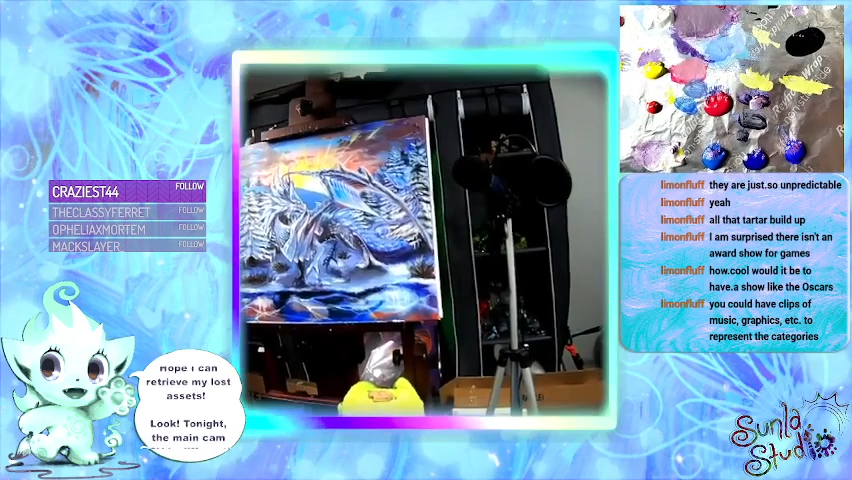 CRAZIEST44 FOLLOW
THECLASSYFERRET FOLLOW
OPHELIAXMORTEM FOLLOW
MACKSLAYER FOLLOW
Hope I can
retrieve my lost
assets!
Look! Tonight,
the main cam
limonfluff they are just.so unpredictable
limonfluff yeah
limonfluff all that tartar build up
limonfluff I am surprised there isn't an
award show for games
limonfluff how.cool would it be to
have.a show like the Oscars
limonfluff you could have clips of
music, graphics, etc. to
represent the categories
Sunla
Studio